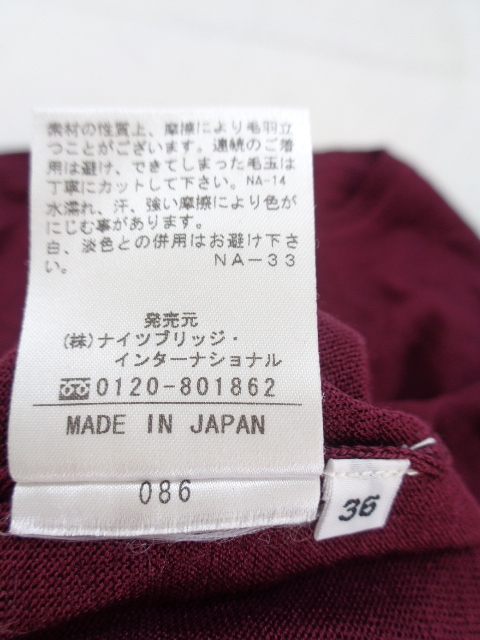 素材の性質上、摩擦により毛羽立
つことがございます。連続のご着
用は避け、できてしまった毛玉は
丁寧にカットして下さい。NA-14
水濡れ、汗、強い摩擦により色が
にじむ事があります。
白、淡色との併用はお避け下さ
い。 NA-33
発売元
(株)ナイツブリッジ・
インターナショナル
0120-801862
MADE IN JAPAN
086
36